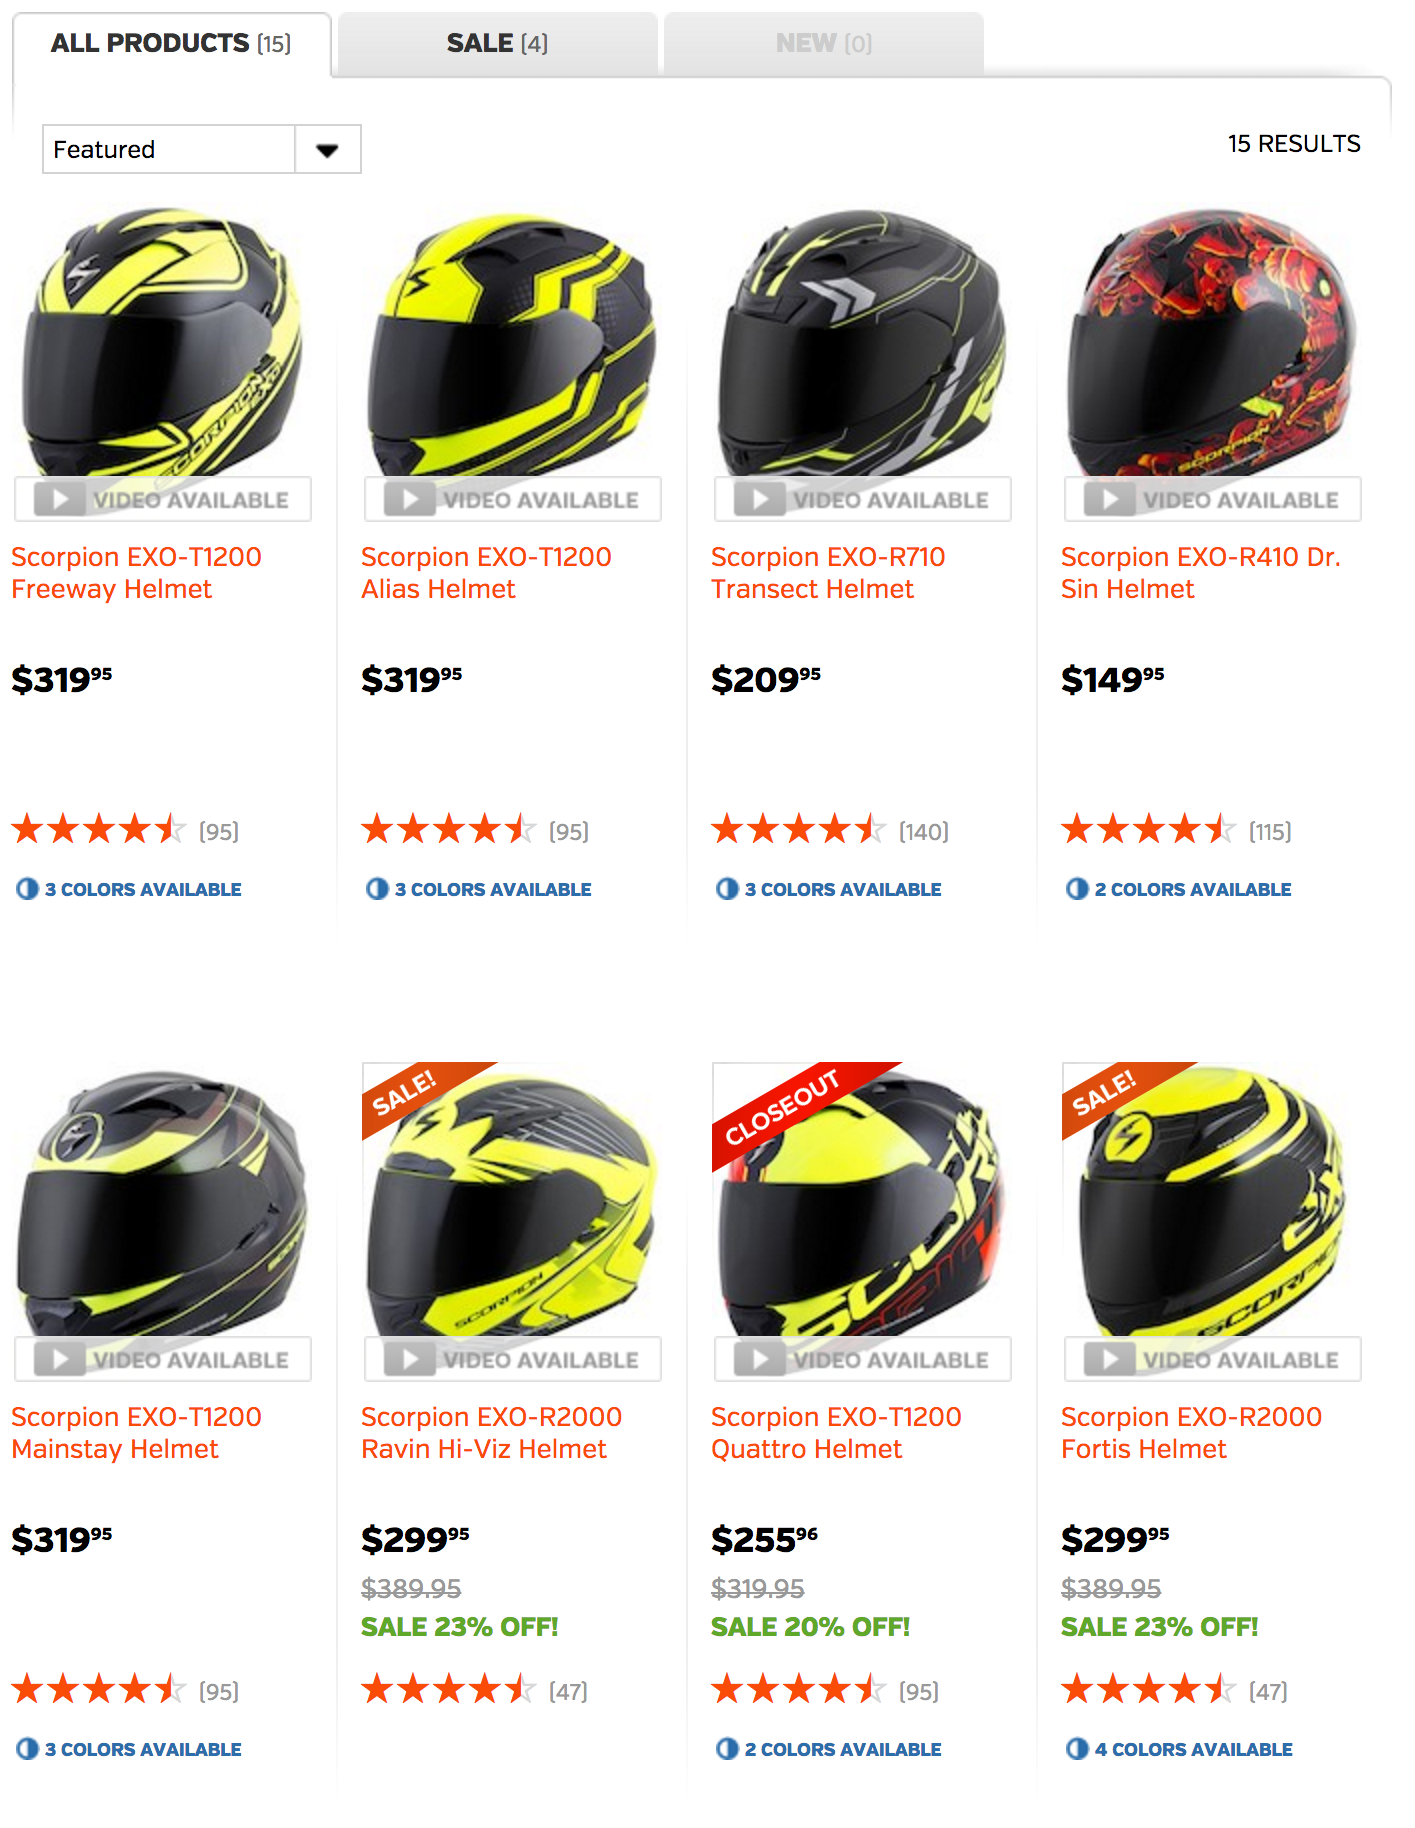 ALL PRODUCTS (15)
SALE (4)
NEW (0)
Featured
15 RESULTS
SCORPION
EXO
SCORPION
VIDEO AVAILABLE
VIDEO AVAILABLE
VIDEO AVAILABLE
VIDEO AVAILABLE
Scorpion EXO-T1200
Freeway Helmet
Scorpion EXO-T1200
Alias Helmet
Scorpion EXO-R710
Transect Helmet
Scorpion EXO-R410 Dr.
Sin Helmet
$319.95
$319.95
$209.95
$149.95
(95)
(95)
(140)
(115)
3 COLORS AVAILABLE
3 COLORS AVAILABLE
3 COLORS AVAILABLE
2 COLORS AVAILABLE
SALE!
CLOSEOUT
SALE!
SCORPION
SCORPION
VIDEO AVAILABLE
VIDEO AVAILABLE
VIDEO AVAILABLE
VIDEO AVAILABLE
Scorpion EXO-T1200
Mainstay Helmet
Scorpion EXO-R2000
Ravin Hi-Viz Helmet
Scorpion EXO-T1200
Quattro Helmet
Scorpion EXO-R2000
Fortis Helmet
$319.95
$299.95
$389.95
SALE 23% OFF!
$255.96
$319.95
SALE 20% OFF!
$299.95
$389.95
SALE 23% OFF!
(95)
(47)
(95)
(47)
3 COLORS AVAILABLE
2 COLORS AVAILABLE
4 COLORS AVAILABLE